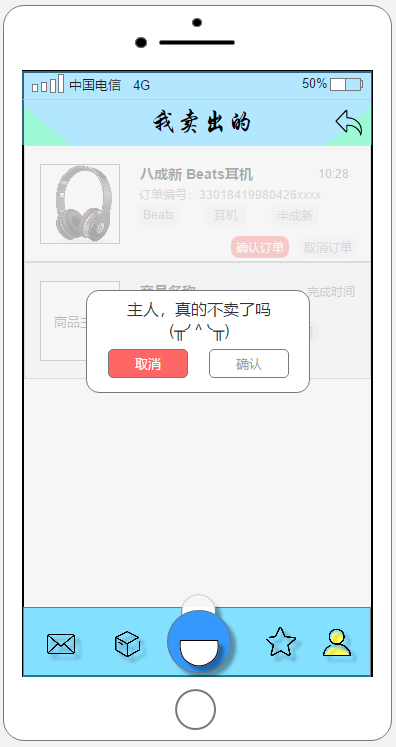 中国电信 4G 50%
我卖出的
八成新 Beats耳机 10:28
订单编号：33018419980426xxxx
Beats 耳机 半成新
确认订单 取消订单
商品名称 完成时间
商品主
主人，真的不卖了吗
(╥╯^╰╥)
取消 确认